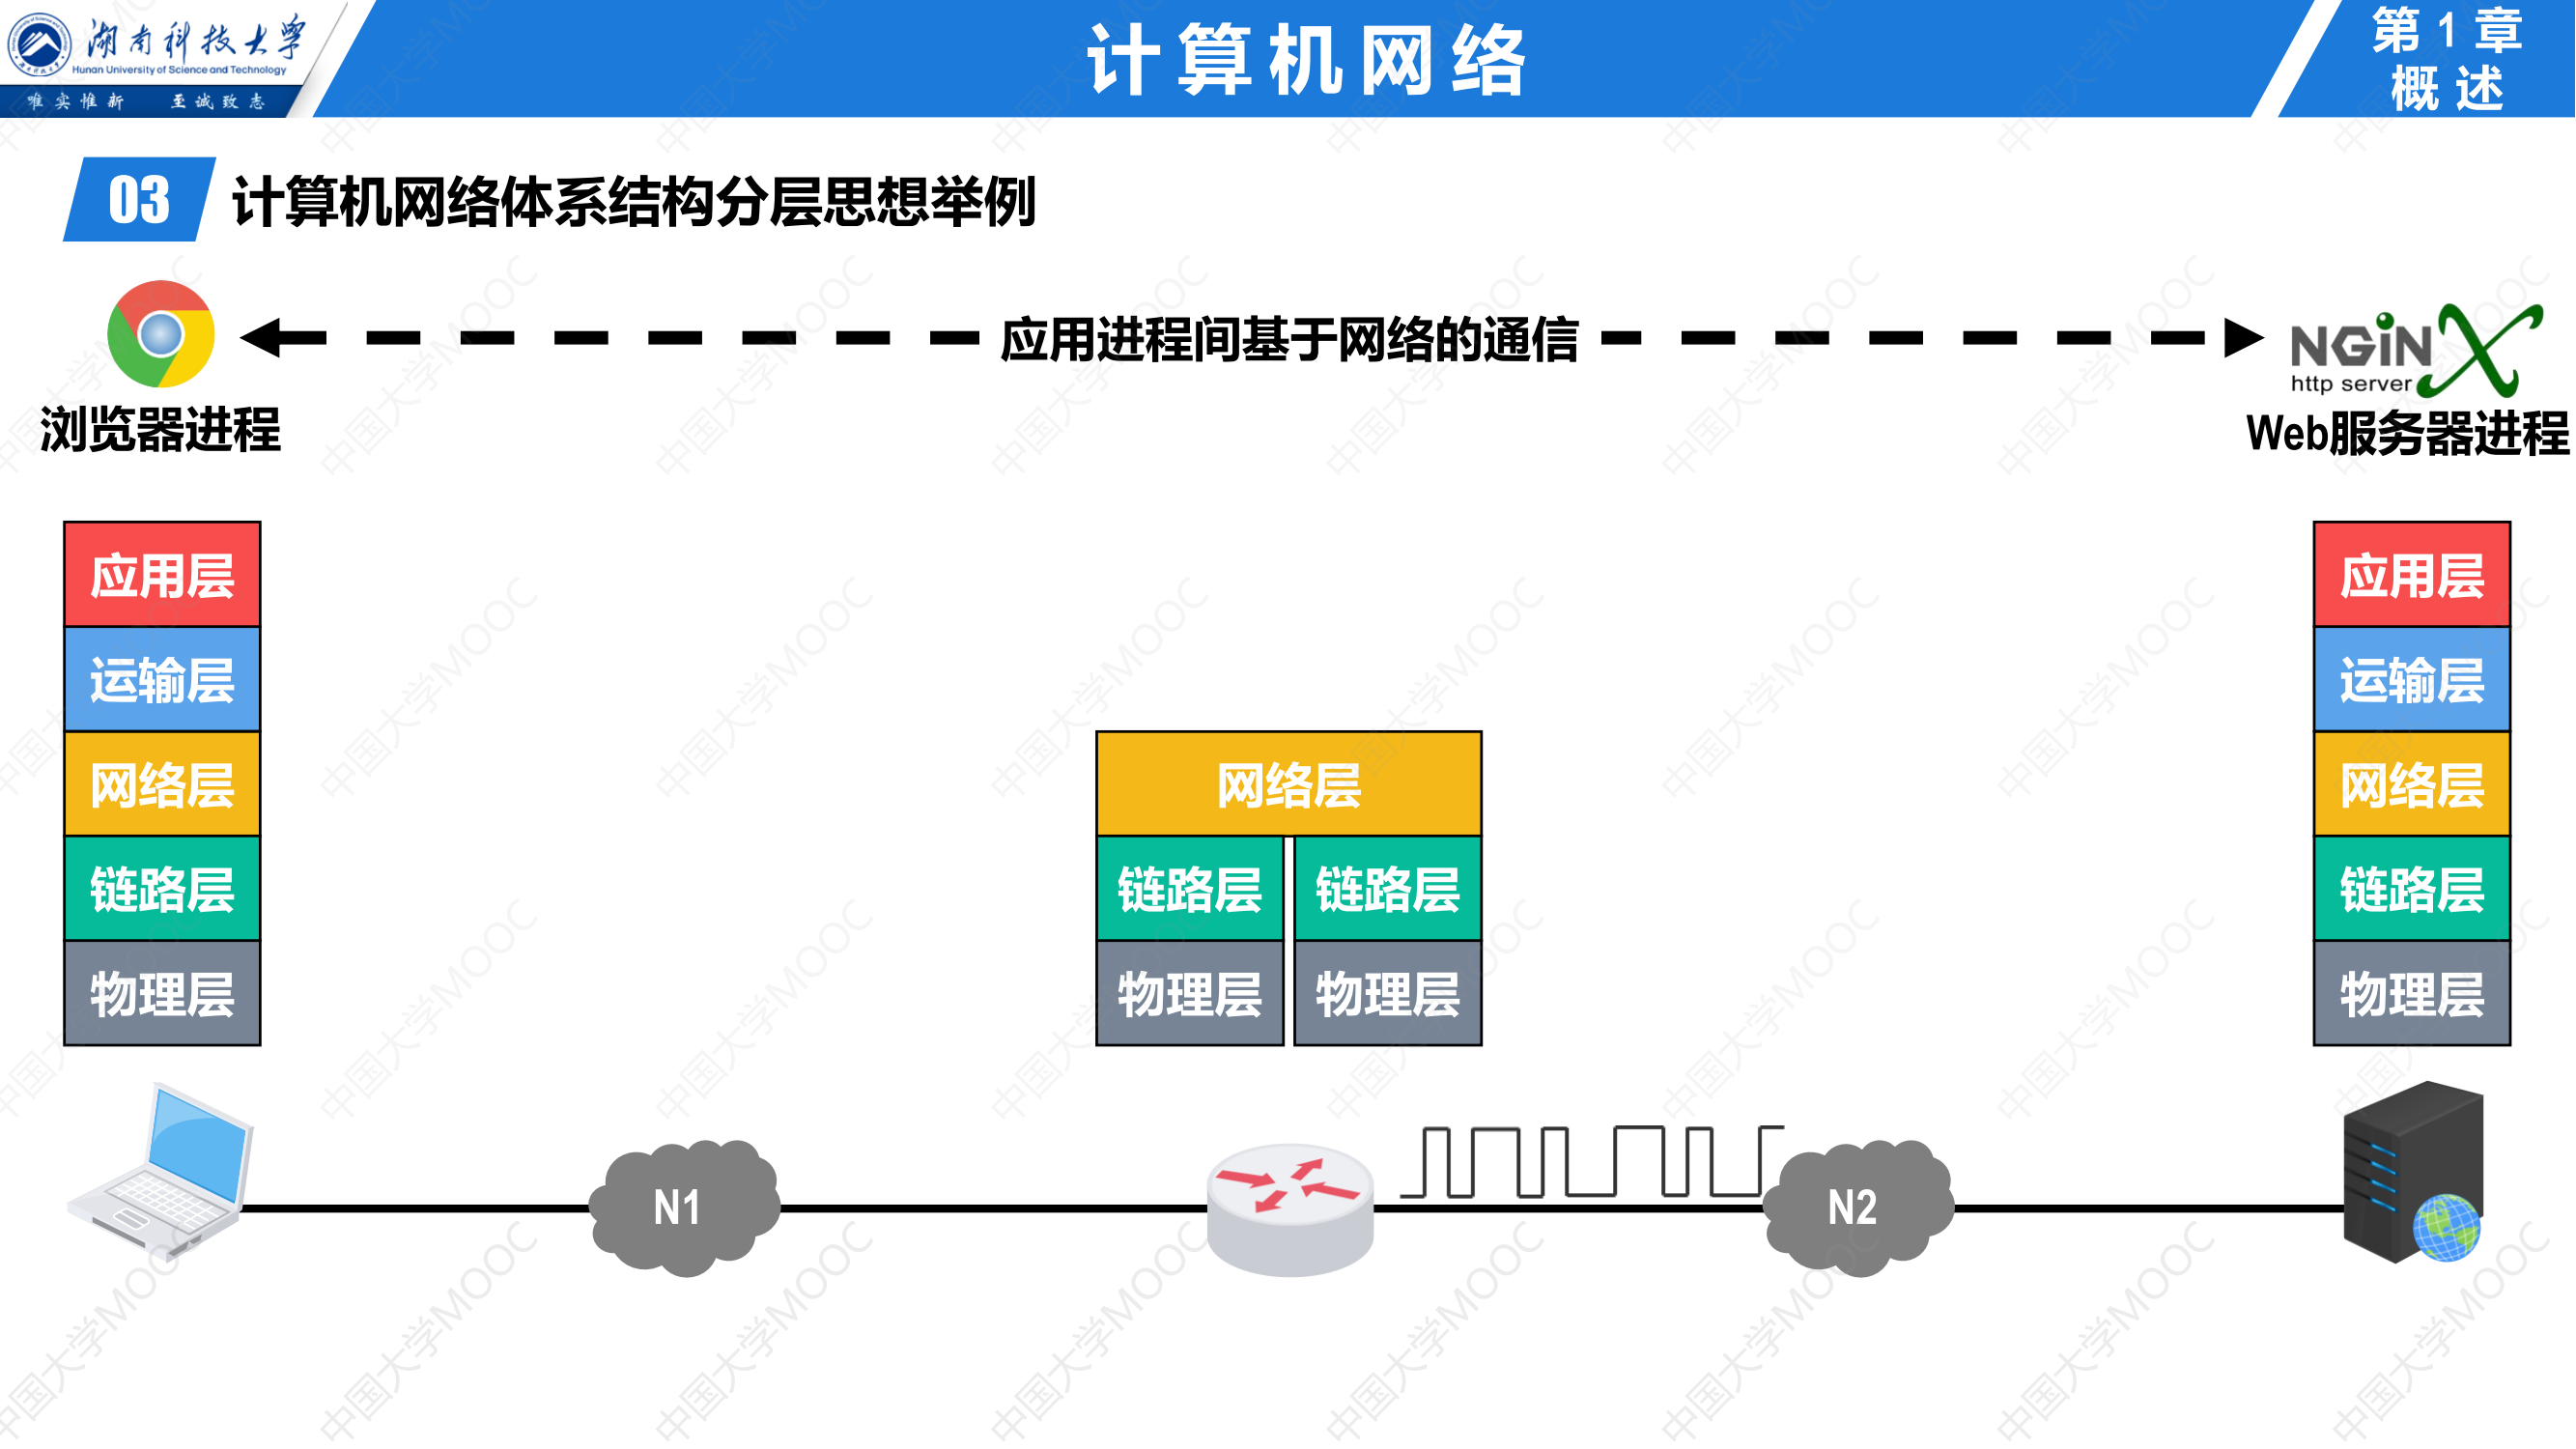 湖南科技大学
Hunan University of Science and Technology
唯实惟新 至诚致志
计算机网络
第1章
概述
03 计算机网络体系结构分层思想举例
应用进程间基于网络的通信
NGiNX
http server
浏览器进程
Web服务器进程
应用层
运输层
网络层
链路层
物理层
网络层
链路层 链路层
物理层 物理层
应用层
运输层
网络层
链路层
物理层
N1
N2
中国大学MOOC